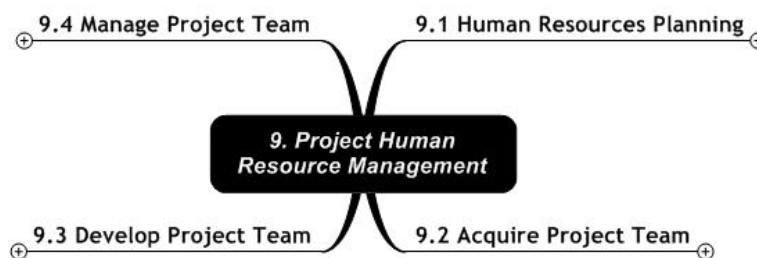 9.4 Manage Project Team
9.1 Human Resources Planning
9. Project Human
Resource Management
9.3 Develop Project Team
9.2 Acquire Project Team